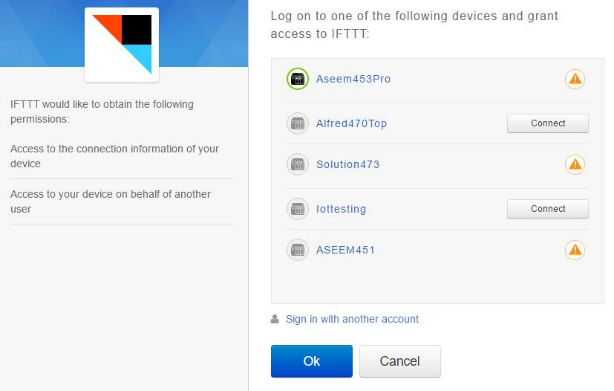 IFTTT would like to obtain the following
permissions:
Access to the connection information of your
device
Access to your device on behalf of another
user
Log on to one of the following devices and grant
access to IFTTT:
Aseem453Pro
Alfred470Top
Connect
Solution473
Iottesting
Connect
ASEEM451
Sign in with another account
Ok
Cancel